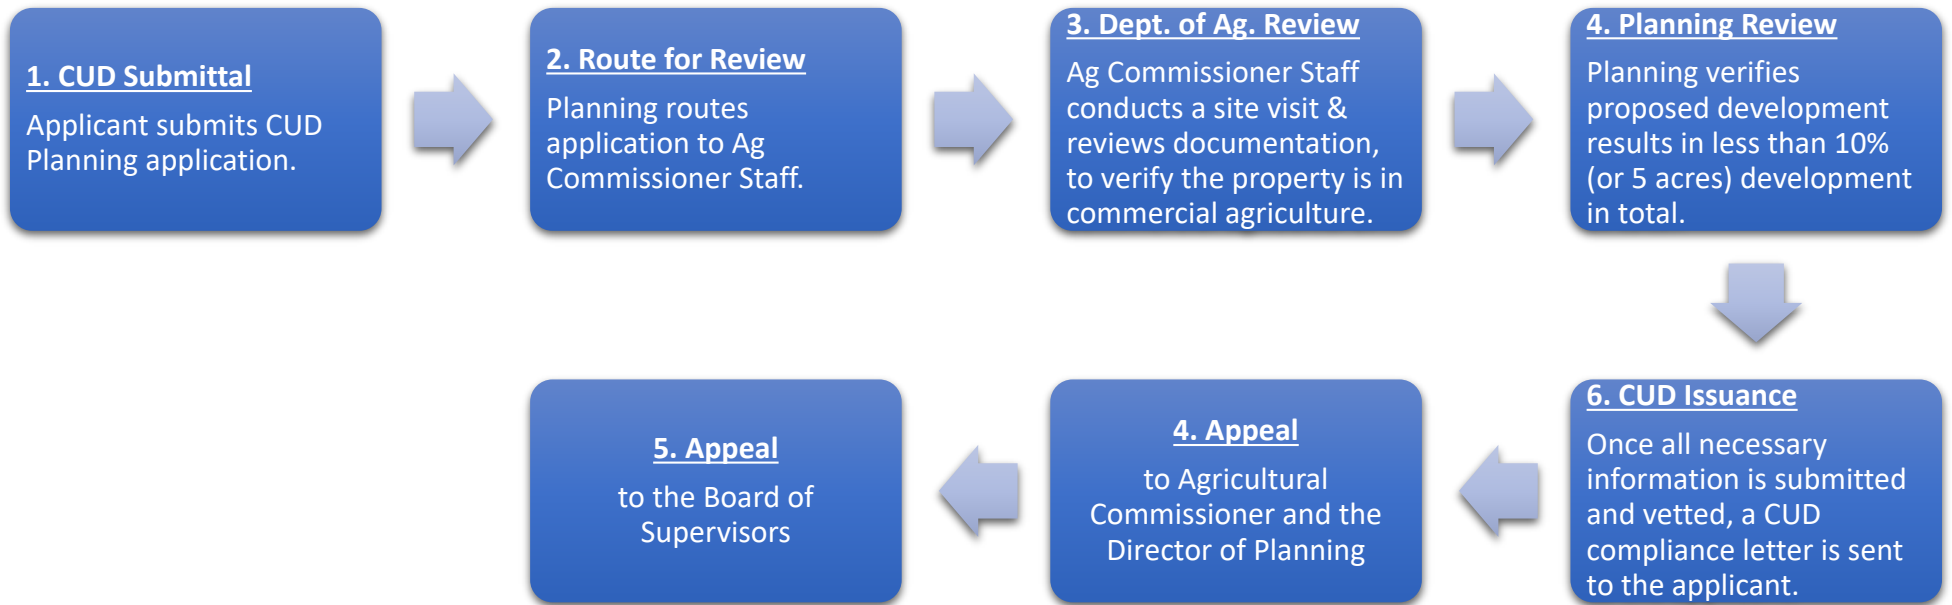 1. CUD Submittal
Applicant submits CUD
Planning application.
2. Route for Review
Planning routes
application to Ag
Commissioner Staff.
3. Dept. of Ag. Review
Ag Commissioner Staff
conducts a site visit &
reviews documentation,
to verify the property is in
commercial agriculture.
4. Planning Review
Planning verifies
proposed development
results in less than 10%
(or 5 acres) development
in total.
6. CUD Issuance
Once all necessary
information is submitted
and vetted, a CUD
compliance letter is sent
to the applicant.
4. Appeal
to Agricultural
Commissioner and the
Director of Planning
5. Appeal
to the Board of
Supervisors